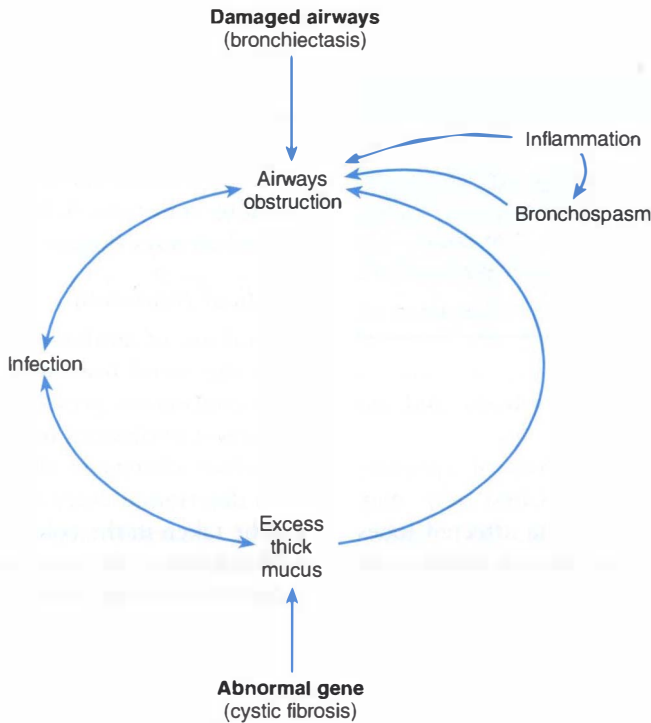 Damaged airways
(bronchiectasis)
Inflammation
Airways
obstruction
Bronchospasm
Infection
Excess
thick
mucus
Abnormal gene
(cystic fibrosis)